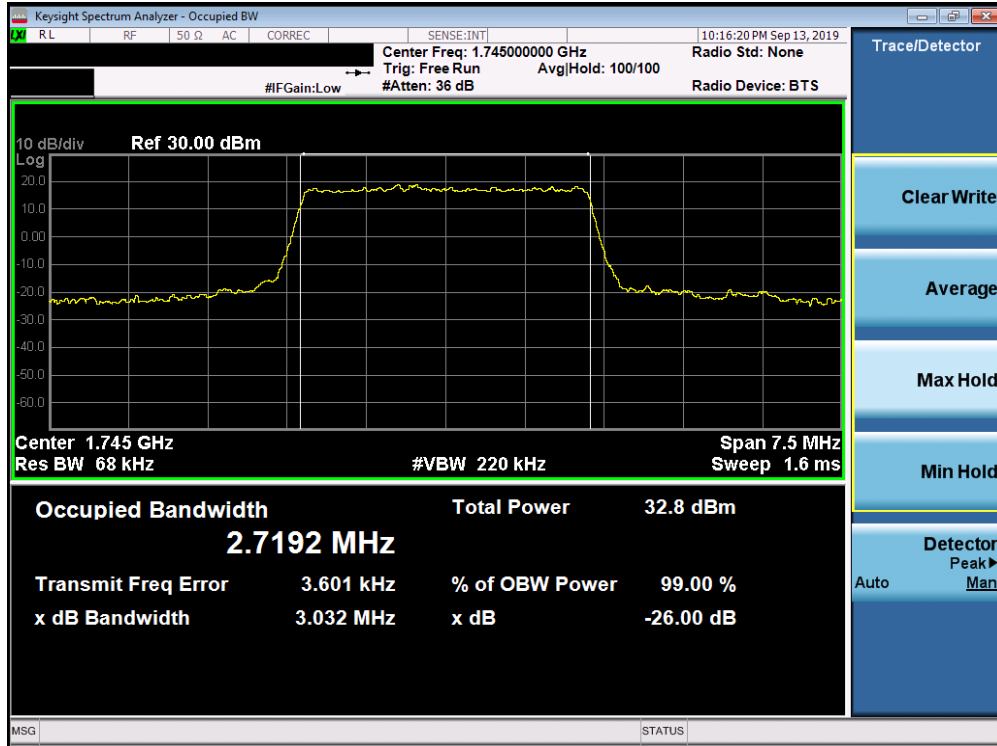 Keysight Spectrum Analyzer - Occupied BW
LXI RL RF 50 Ω AC CORREC SENSE:INT 10:16:20 PM Sep 13, 2019
Center Freq: 1.745000000 GHz Radio Std: None
Trig: Free Run Avg|Hold: 100/100
#IFGain:Low #Atten: 36 dB Radio Device: BTS
10 dB/div Ref 30.00 dBm
Log
20.0
10.0
0.00
-10.0
-20.0
-30.0
-40.0
-50.0
-60.0
Center 1.745 GHz Span 7.5 MHz
Res BW 68 kHz #VBW 220 kHz Sweep 1.6 ms
Occupied Bandwidth Total Power 32.8 dBm
2.7192 MHz
Transmit Freq Error 3.601 kHz % of OBW Power 99.00 %
x dB Bandwidth 3.032 MHz x dB -26.00 dB
MSG STATUS
Trace/Detector
Clear Write
Average
Max Hold
Min Hold
Detector
Peak▶
Auto Man